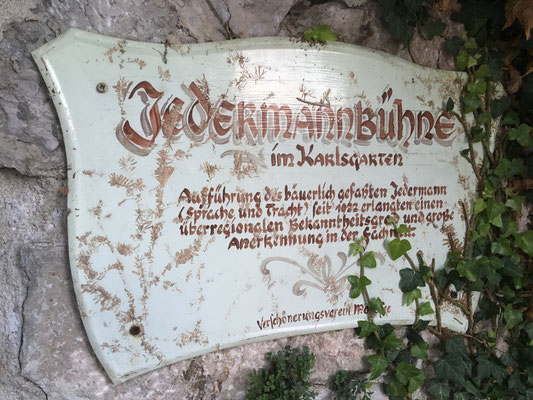 Jedermannbühne
im Karlsgarten
Aufführung des bäuerlich gefaßten Jedermann
(Sprache und Tracht) seit 1922 erlangten einen
überregionalen Bekanntheitsgrad und große
Anerkennung in der
Verschönerungsverein